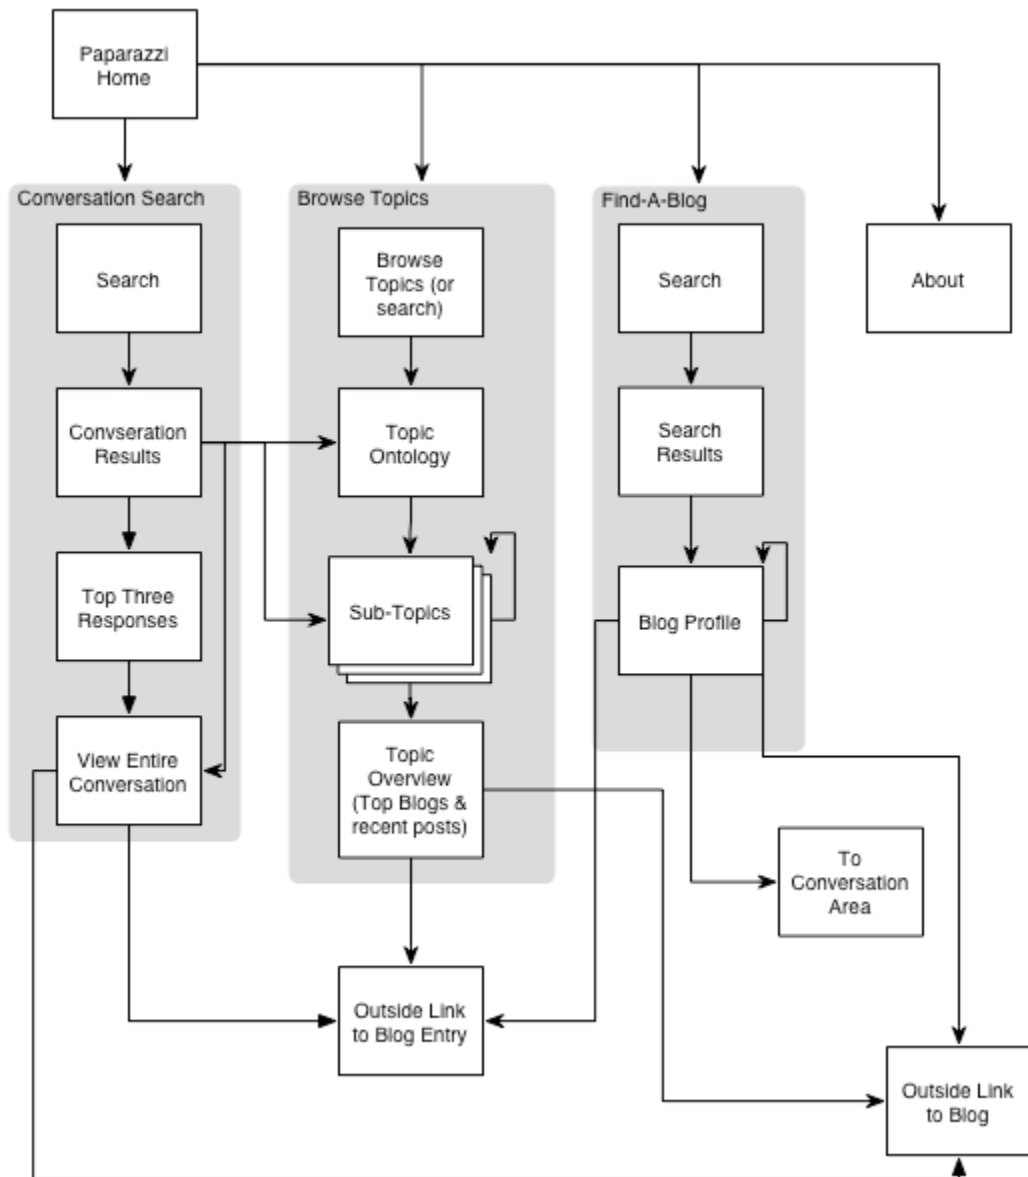 Paparazzi
Home
Conversation Search
Browse Topics
Find-A-Blog
Search
Browse
Topics (or
search)
Search
About
Convseration
Results
Topic
Ontology
Search
Results
Top Three
Responses
Sub-Topics
Blog Profile
View Entire
Conversation
Topic
Overview
(Top Blogs &
recent posts)
To
Conversation
Area
Outside Link
to Blog Entry
Outside Link
to Blog